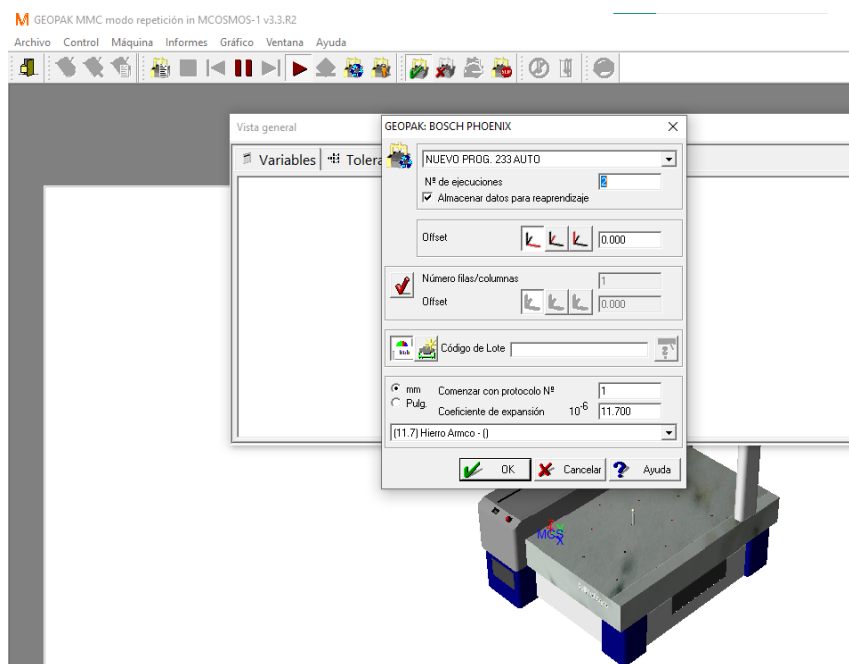 GEOPAK MMC modo repetición in MCOSMOS-1 v3.3.R2
Archivo Control Máquina Informes Gráfico Ventana Ayuda
Vista general
Variables Tolera
GEOPAK: BOSCH PHOENIX
NUEVO PROG. 233 AUTO
Nº de ejecuciones 2
Almacenar datos para reaprendizaje
Offset 0.000
Número filas/columnas 1
Offset 0.000
Código de Lote
mm Comenzar con protocolo Nº 1
Pulg. Coeficiente de expansión 10-6 11.700
(11.7) Hierro Armco - ()
OK Cancelar Ayuda
MCS
X